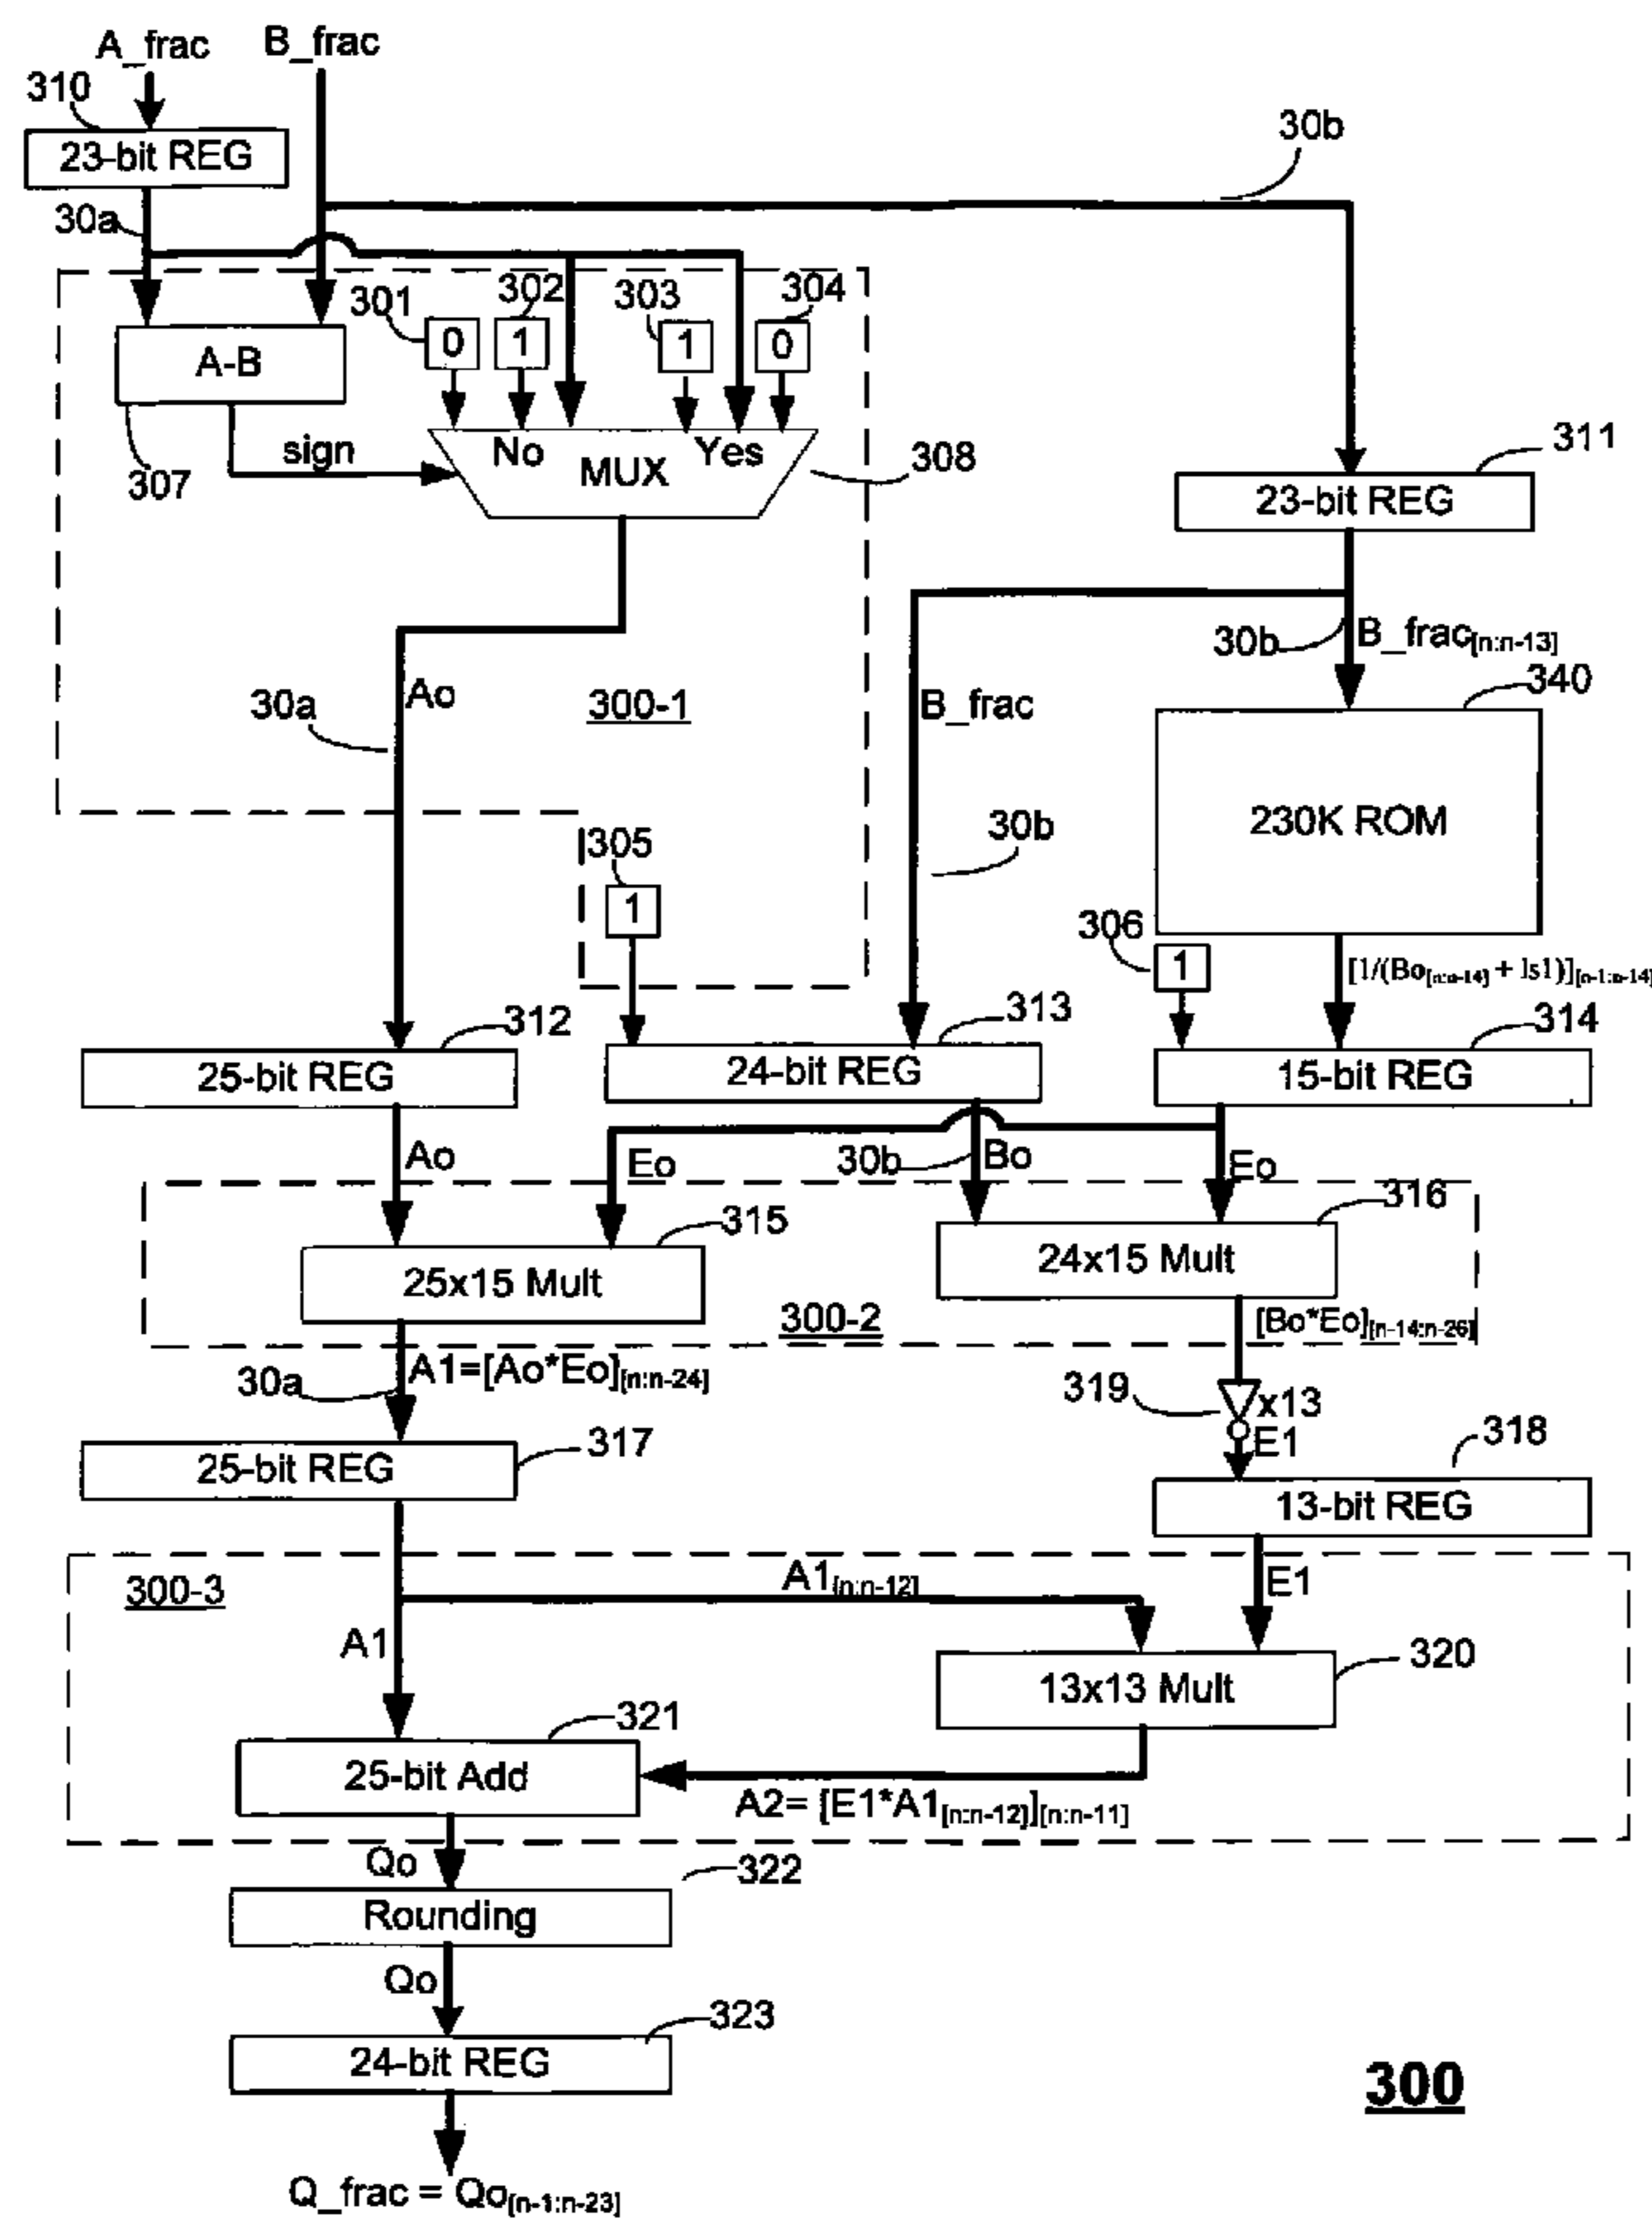 A_frac
B_frac
310
23-bit REG
30b
30a
301
302
303
304
0
1
1
0
A-B
sign
No
Yes
MUX
307
308
311
23-bit REG
30b
B_frac[n:n-13]
340
30a
Ao
300-1
B_frac
230K ROM
305
30b
1
306
1
[1/(Bo[n:n-14] + ls1)][n-1:n-14]
312
313
314
25-bit REG
24-bit REG
15-bit REG
Ao
Eo
30b
Bo
Eo
315
316
25x15 Mult
24x15 Mult
300-2
[Bo*Eo][n-14:n-26]
30a
A1=[Ao*Eo][n:n-24]
319
x13
E1
317
318
25-bit REG
13-bit REG
300-3
A1[n:n-12]
E1
A1
320
13x13 Mult
321
25-bit Add
A2= [E1*A1[n:n-12]][n:n-11]
Qo
322
Rounding
Qo
323
24-bit REG
300
Q_frac = Qo[n-1:n-23]